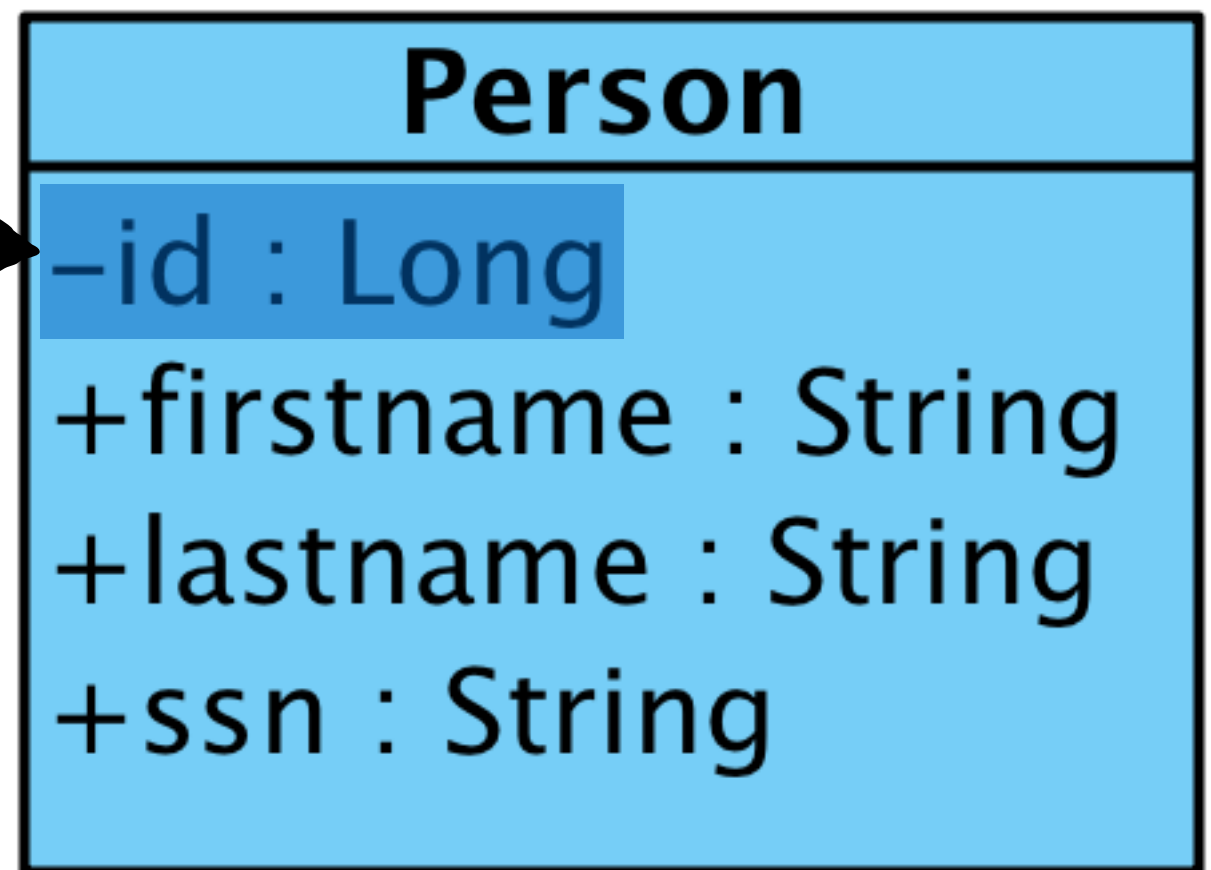 Person
–id : Long
+firstname : String
+lastname : String
+ssn : String